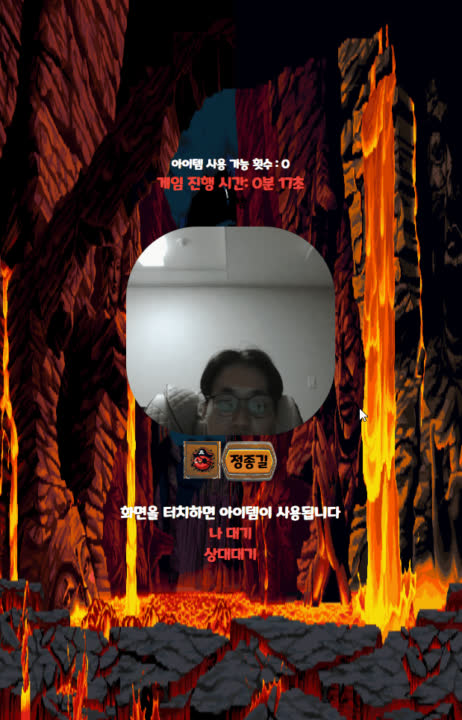 아이템 사용 가능 횟수 : 0
게임 진행 시간: 0분 17초
정종길
화면을 터치하면 아이템이 사용됩니다
나 대기
상대대기